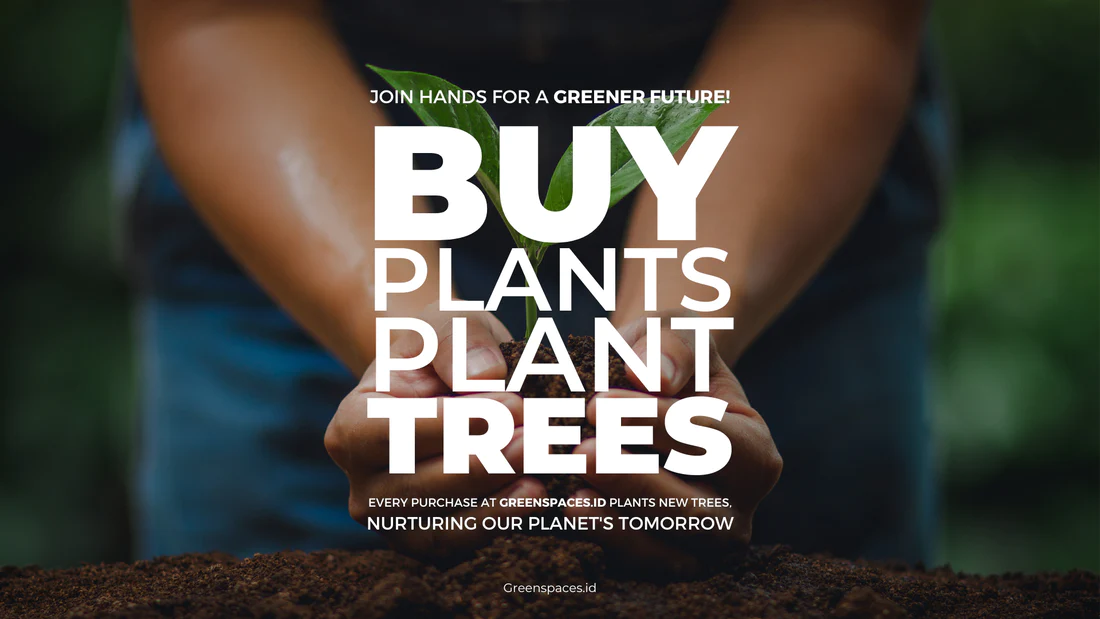 JOIN HANDS FOR A GREENER FUTURE!
BUY
PLANTS
PLANT
TREES
EVERY PURCHASE AT GREENSPACES.ID PLANTS NEW TREES,
NURTURING OUR PLANET'S TOMORROW
Greenspaces.id